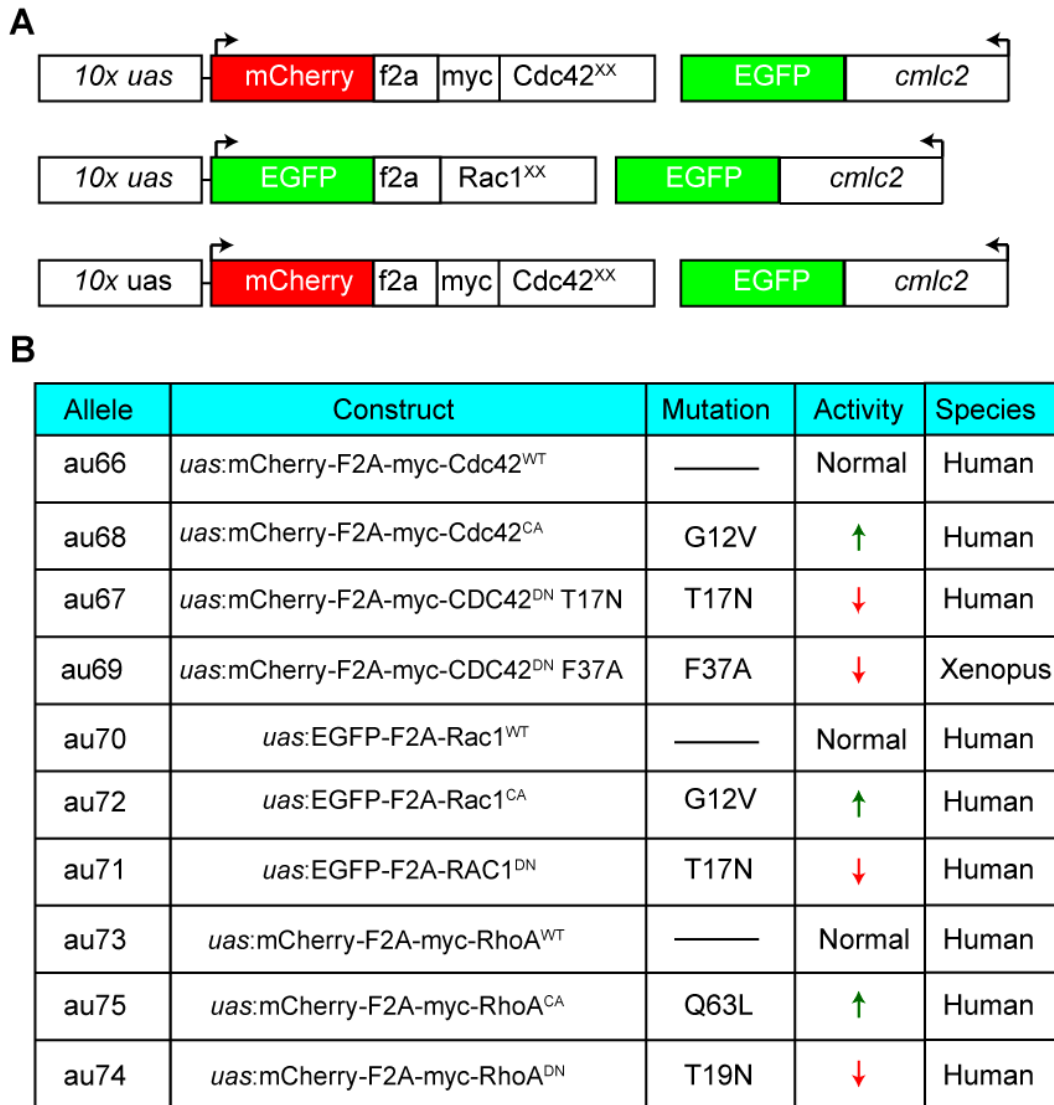 A
10x uas mCherry f2a myc Cdc42XX EGFP cmlc2
10x uas EGFP f2a Rac1XX EGFP cmlc2
10x uas mCherry f2a myc Cdc42XX EGFP cmlc2
B
Allele Construct Mutation Activity Species
au66 uas:mCherry-F2A-myc-Cdc42WT —— Normal Human
au68 uas:mCherry-F2A-myc-Cdc42CA G12V ↑ Human
au67 uas:mCherry-F2A-myc-CDC42DN T17N T17N ↓ Human
au69 uas:mCherry-F2A-myc-CDC42DN F37A F37A ↓ Xenopus
au70 uas:EGFP-F2A-Rac1WT —— Normal Human
au72 uas:EGFP-F2A-Rac1CA G12V ↑ Human
au71 uas:EGFP-F2A-RAC1DN T17N ↓ Human
au73 uas:mCherry-F2A-myc-RhoAWT —— Normal Human
au75 uas:mCherry-F2A-myc-RhoACA Q63L ↑ Human
au74 uas:mCherry-F2A-myc-RhoADN T19N ↓ Human